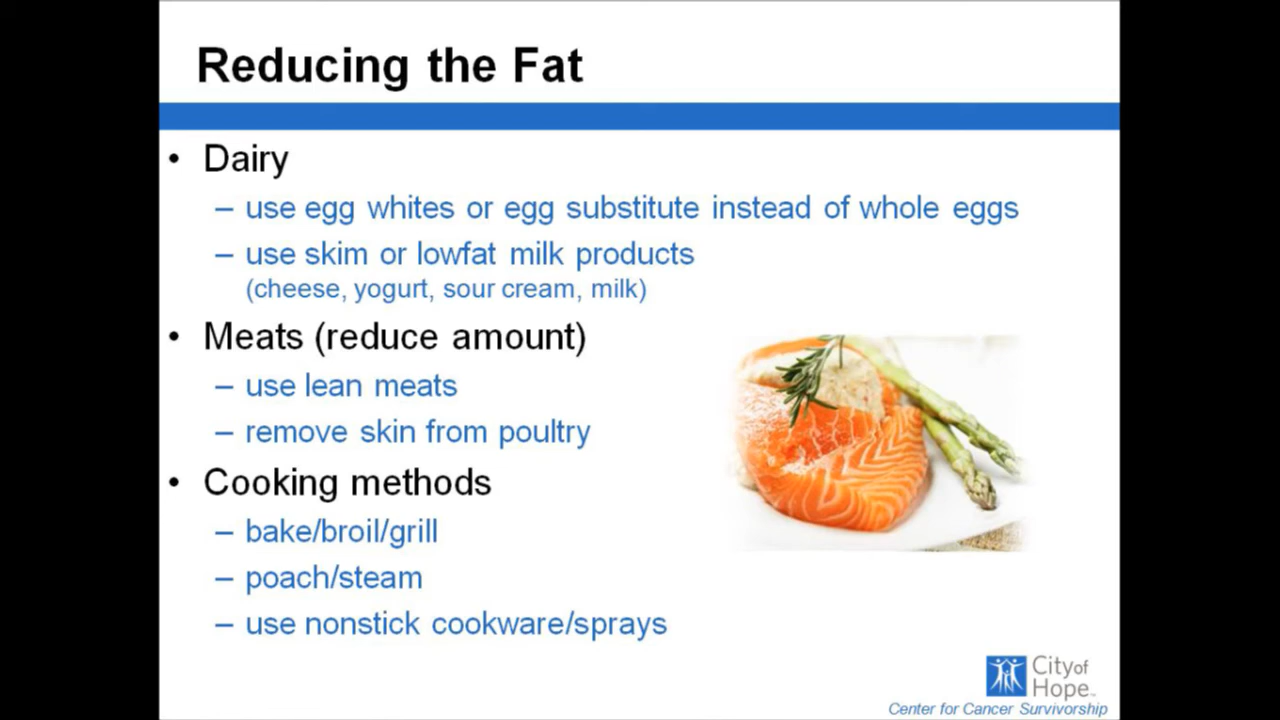 Reducing the Fat
• Dairy
– use egg whites or egg substitute instead of whole eggs
– use skim or lowfat milk products
(cheese, yogurt, sour cream, milk)
• Meats (reduce amount)
– use lean meats
– remove skin from poultry
• Cooking methods
– bake/broil/grill
– poach/steam
– use nonstick cookware/sprays
City of
Hope™
Center for Cancer Survivorship